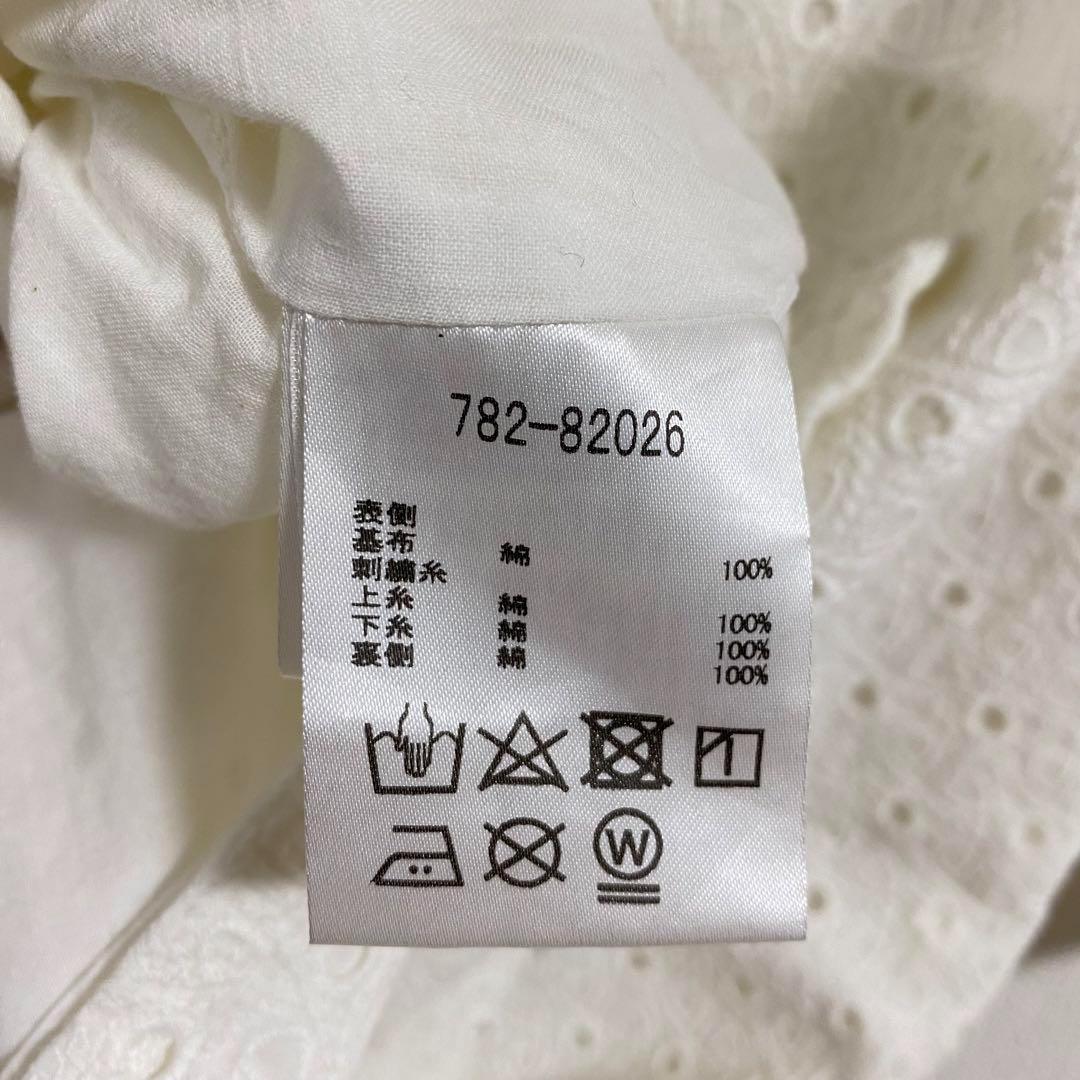 782-82026
表側
基布 綿 100%
刺繍糸
上糸 綿 100%
下糸 綿 100%
裏側 綿 100%
W